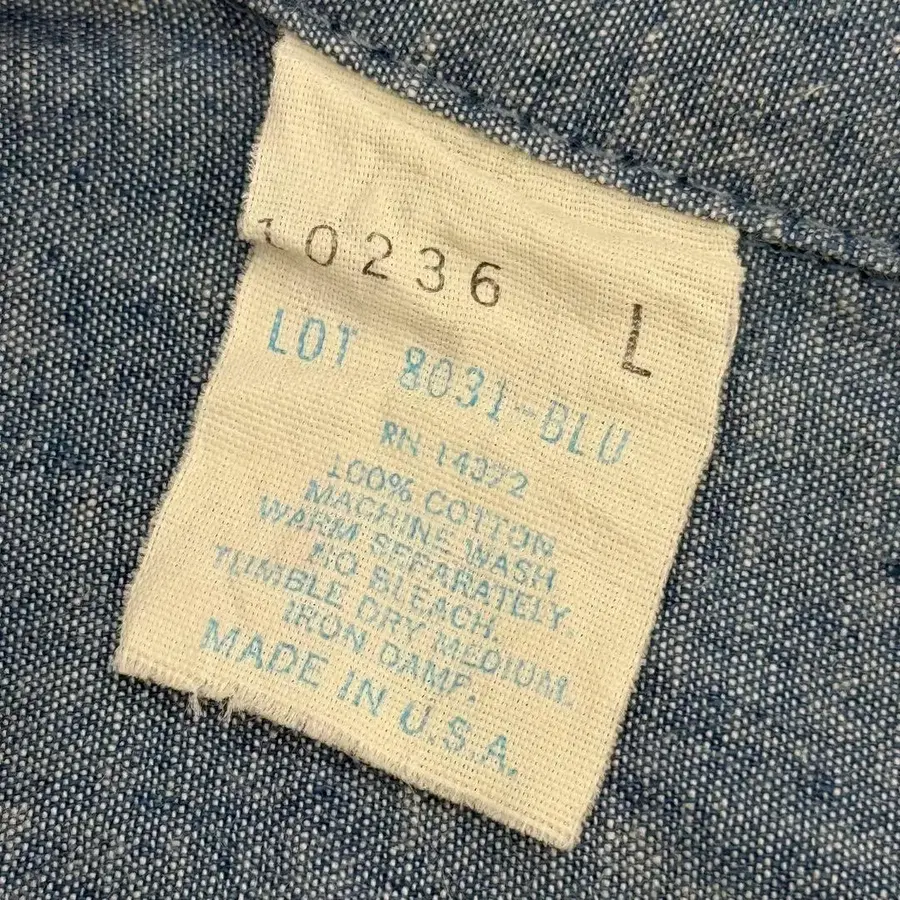 10236 L
LOT 8031-BLU
RN 14372
100% COTTON
MACHINE WASH
WARM SEPARATELY.
NO BLEACH.
TUMBLE DRY MEDIUM.
IRON DAMP.
MADE IN U.S.A.